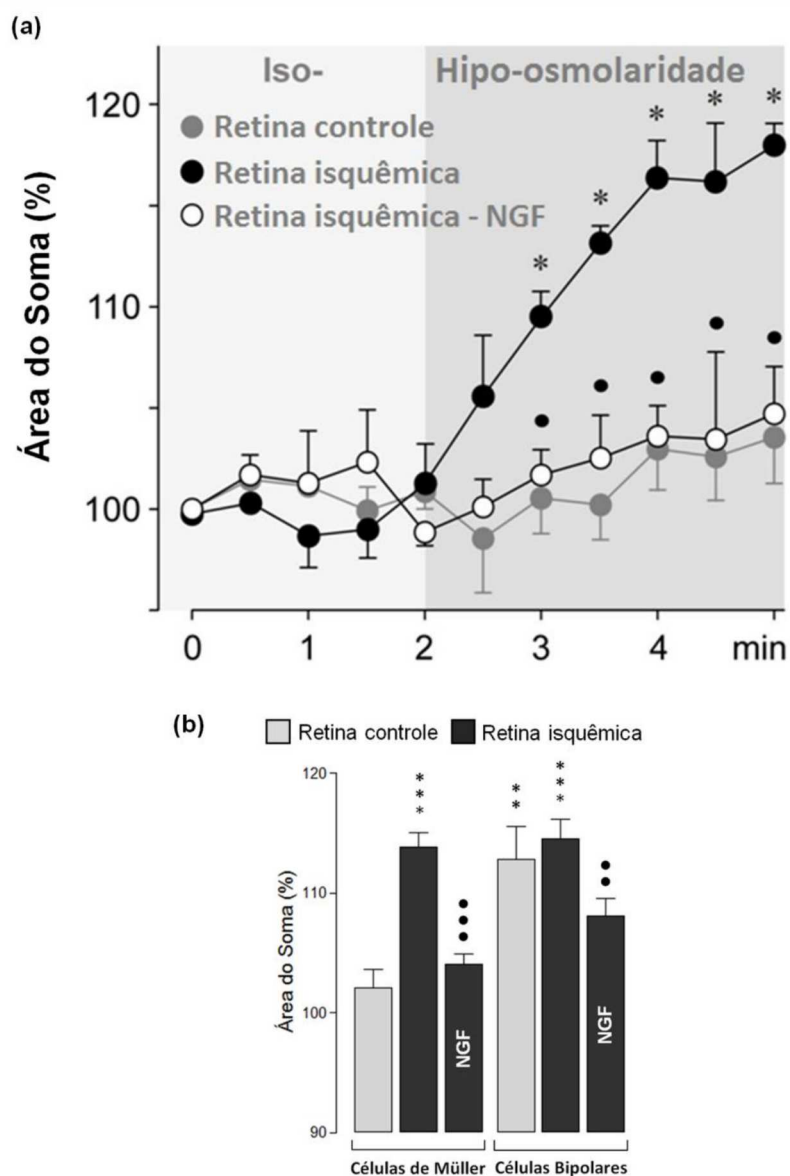 (a)
Iso-
Hipo-osmolaridade
Retina controle
Retina isquêmica
Retina isquêmica - NGF
Área do Soma (%)
120
110
100
* * * * *
0 1 2 3 4 min
(b)
Retina controle
Retina isquêmica
Área do Soma (%)
120
110
100
90
***
**
***
NGF
NGF
Células de Müller
Células Bipolares